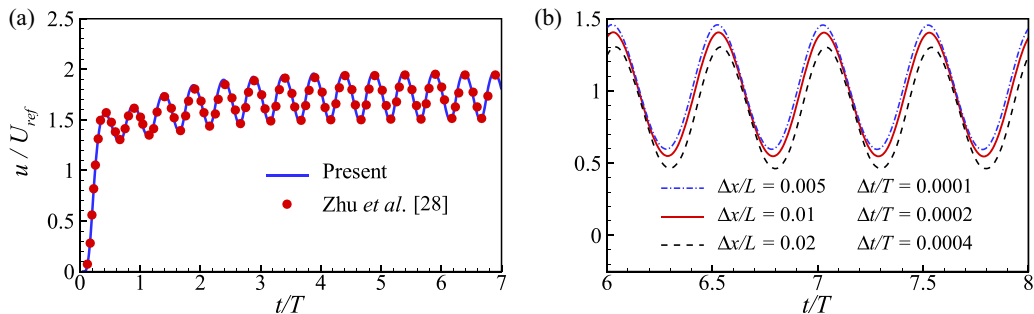 (a)
2.5
2
1.5
1
0.5
0
u / U_ref
Present
Zhu et al. [28]
0 1 2 3 4 5 6 7
t/T
(b)
1.5
1
0.5
0
Δx/L = 0.005 Δt/T = 0.0001
Δx/L = 0.01 Δt/T = 0.0002
Δx/L = 0.02 Δt/T = 0.0004
6 6.5 7 7.5 8
t/T